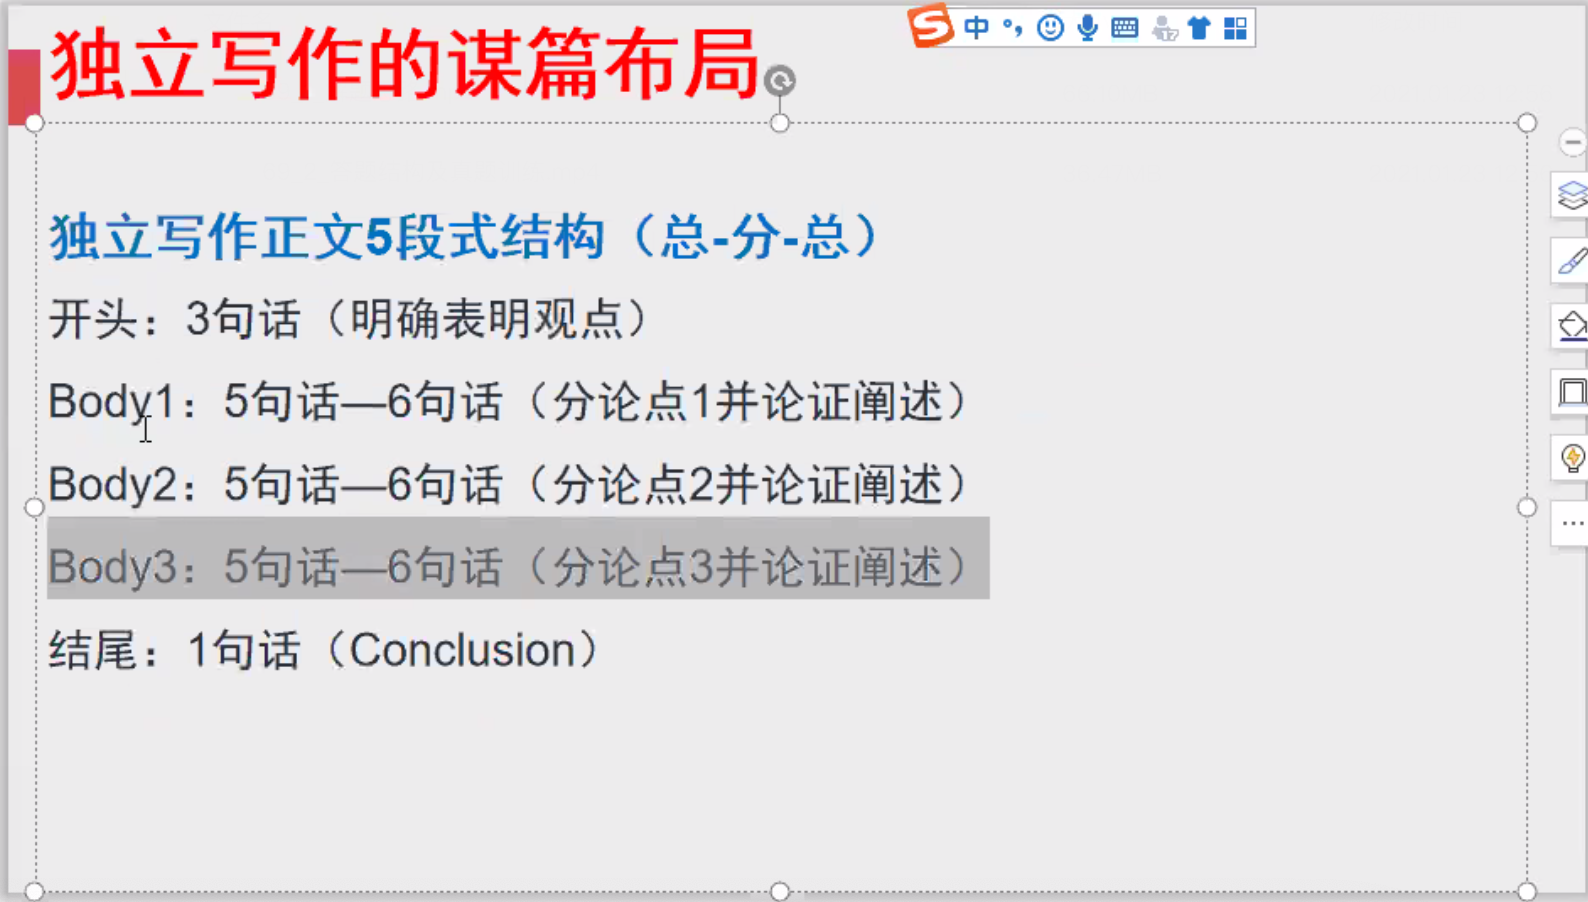 独立写作的谋篇布局
中
独立写作正文5段式结构（总-分-总）
开头：3句话（明确表明观点）
Body1：5句话—6句话（分论点1并论证阐述）
Body2：5句话—6句话（分论点2并论证阐述）
Body3：5句话—6句话（分论点3并论证阐述）
结尾：1句话（Conclusion）